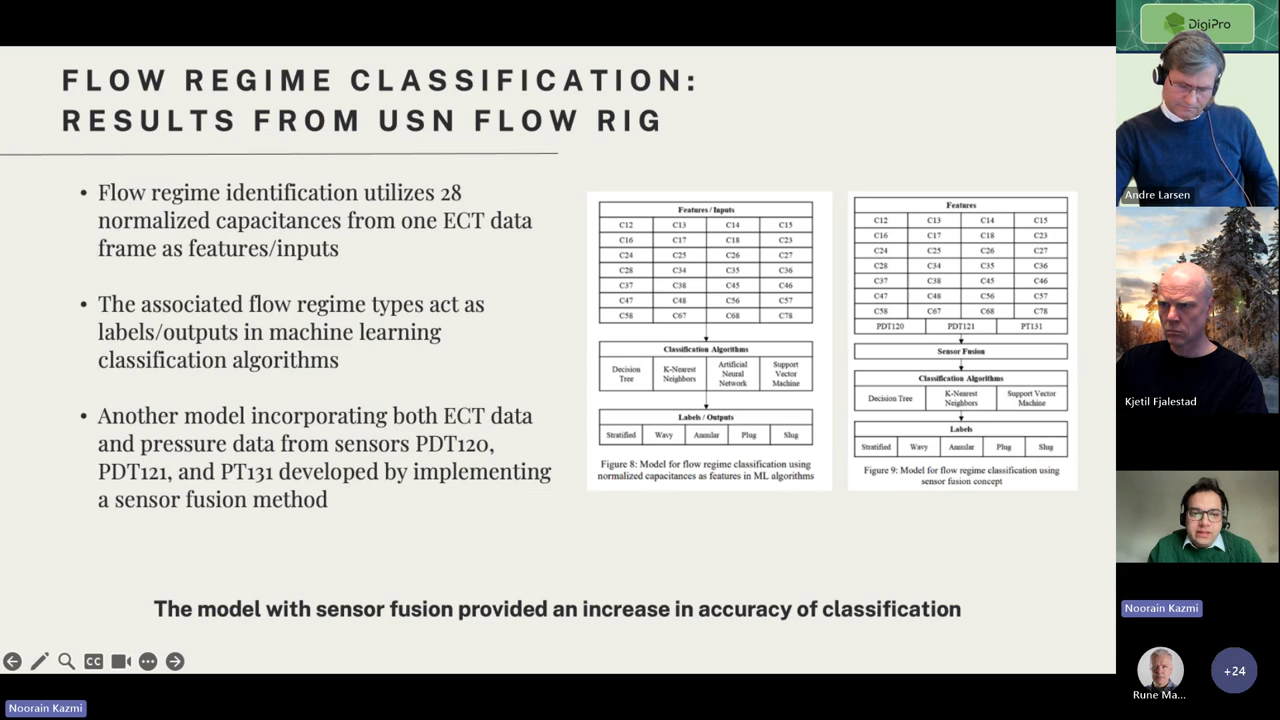 FLOW REGIME CLASSIFICATION:
RESULTS FROM USN FLOW RIG
• Flow regime identification utilizes 28
normalized capacitances from one ECT data
frame as features/inputs
• The associated flow regime types act as
labels/outputs in machine learning
classification algorithms
• Another model incorporating both ECT data
and pressure data from sensors PDT120,
PDT121, and PT131 developed by implementing
a sensor fusion method
Features / Inputs
C12 C13 C14 C15
C16 C17 C18 C23
C24 C25 C26 C27
C28 C34 C35 C36
C37 C38 C45 C46
C47 C48 C56 C57
C58 C67 C68 C78
Classification Algorithms
Decision Tree
K-Nearest Neighbors
Artificial Neural Network
Support Vector Machine
Labels / Outputs
Stratified Wavy Annular Plug Slug
Figure 8: Model for flow regime classification using
normalized capacitances as features in ML algorithms
Features
C12 C13 C14 C15
C16 C17 C18 C23
C24 C25 C26 C27
C28 C34 C35 C36
C37 C38 C45 C46
C47 C48 C56 C57
C58 C67 C68 C78
PDT120 PDT121 PT131
Sensor Fusion
Classification Algorithms
Decision Tree
K-Nearest Neighbors
Support Vector Machine
Labels
Stratified Wavy Annular Plug Slug
Figure 9: Model for flow regime classification using
sensor fusion concept
The model with sensor fusion provided an increase in accuracy of classification
CC
Noorain Kazmi
DigiPro
Andre Larsen
Kjetil Fjalestad
Noorain Kazmi
Rune Ma...
+24